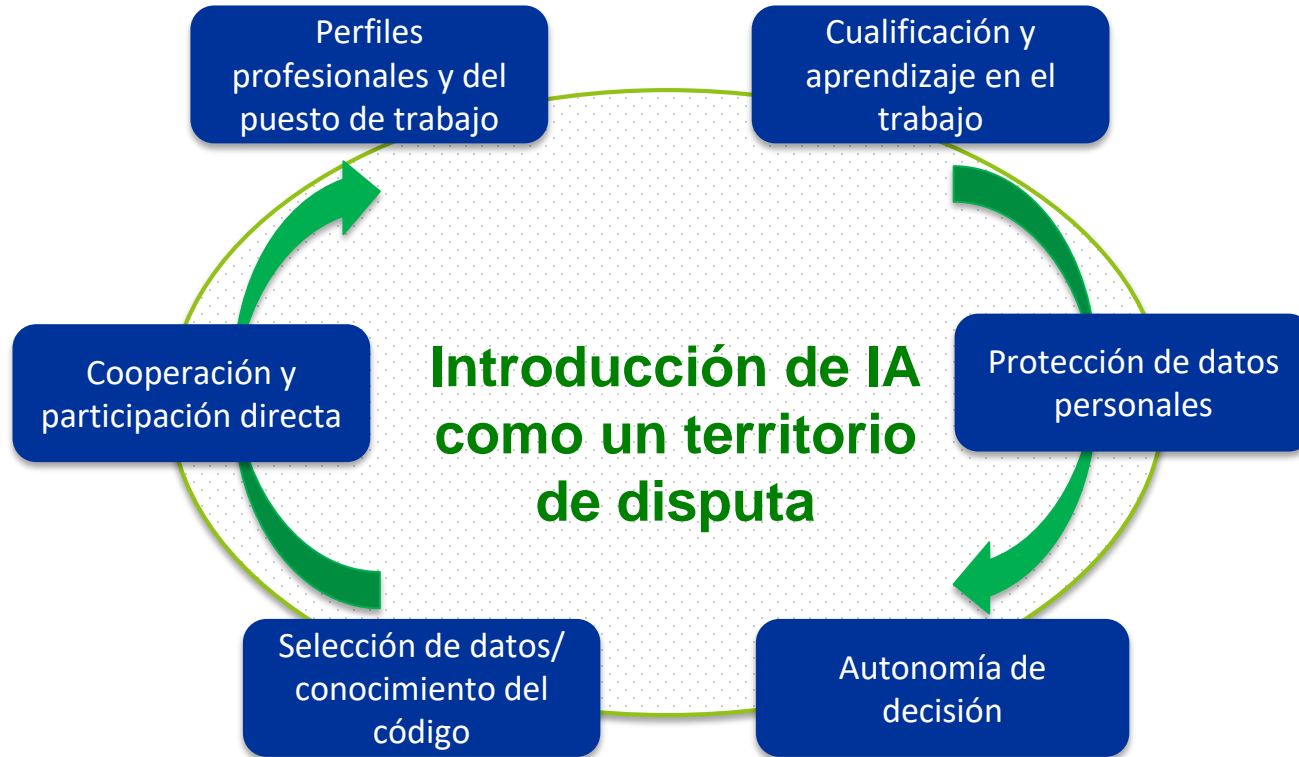 Perfiles
profesionales y del
puesto de trabajo
Cualificación y
aprendizaje en el
trabajo
Cooperación y
participación directa
Introducción de IA
como un territorio
de disputa
Protección de datos
personales
Selección de datos/
conocimiento del
código
Autonomía de
decisión